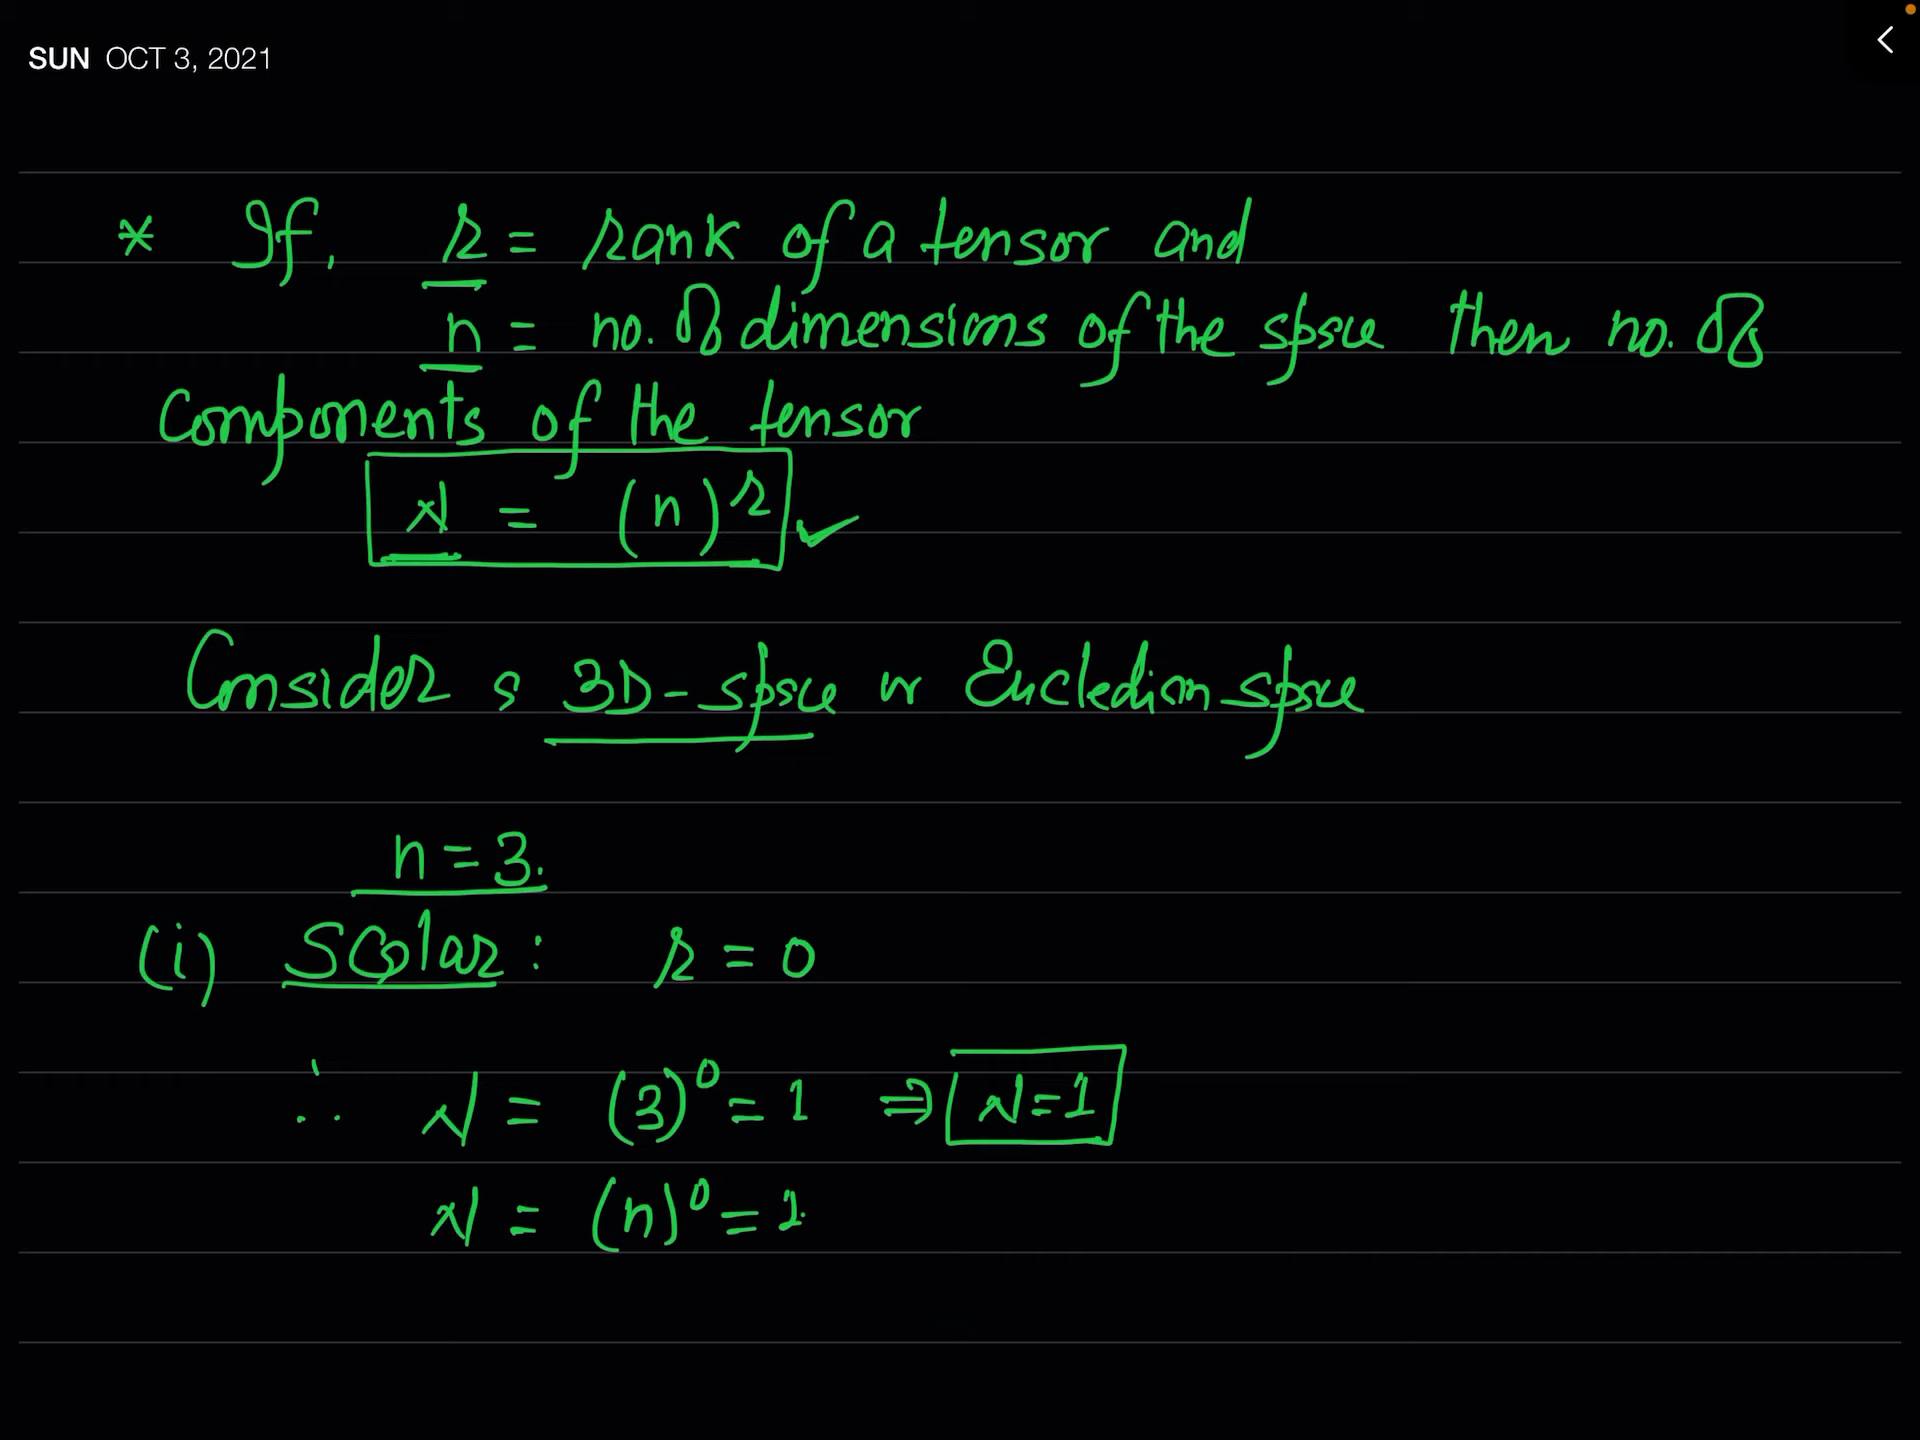 SUN OCT 3, 2021
* If, r = rank of a tensor and
n = no. of dimensions of the space then no. of
Components of the tensor
N = (n)^r ✓
Consider a 3D-space or Eucledian space
n = 3.
(i) Scalar : r = 0
∴ N = (3)^0 = 1 ⇒ N = 1
N = (n)^0 = 1.